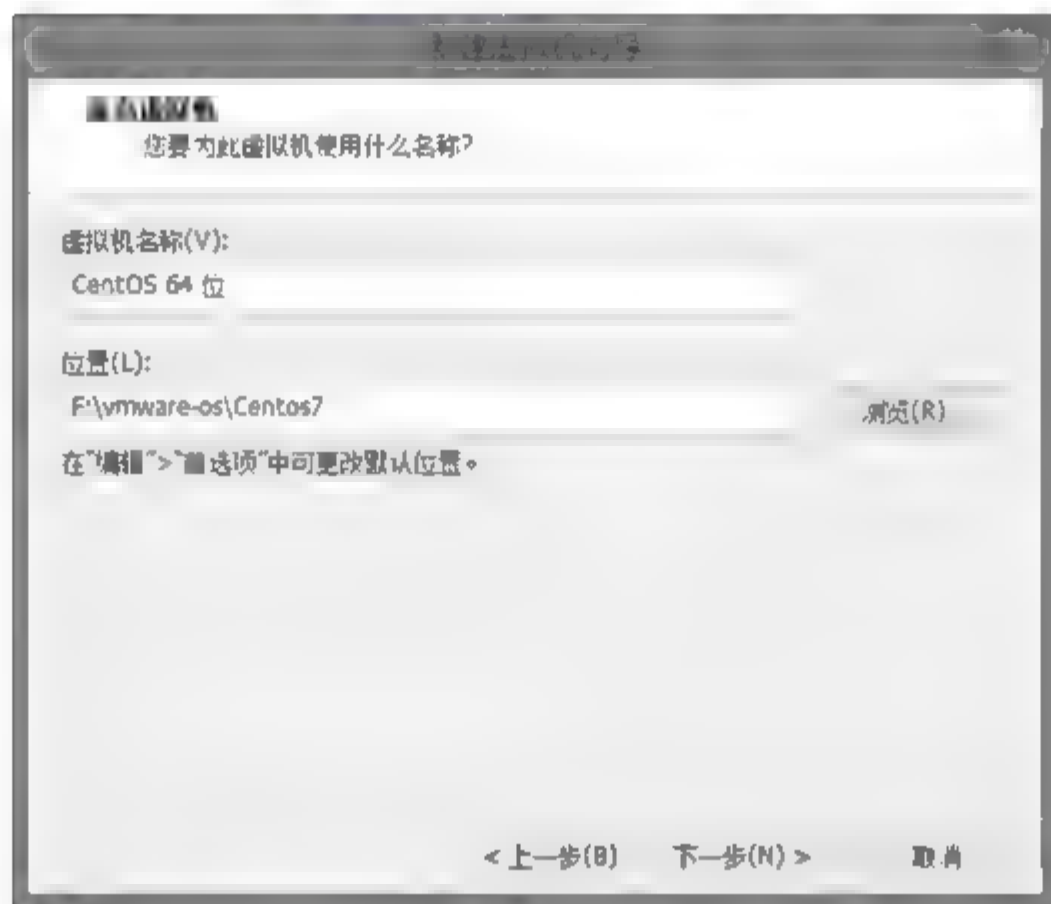 您要为此虚拟机使用什么名称?
虚拟机名称(V):
CentOS 64 位
位置(L):
F:\vmware-os\Centos7
浏览(R)
在"编辑">"首选项"中可更改默认位置。
< 上一步(B) 下一步(N) > 取消